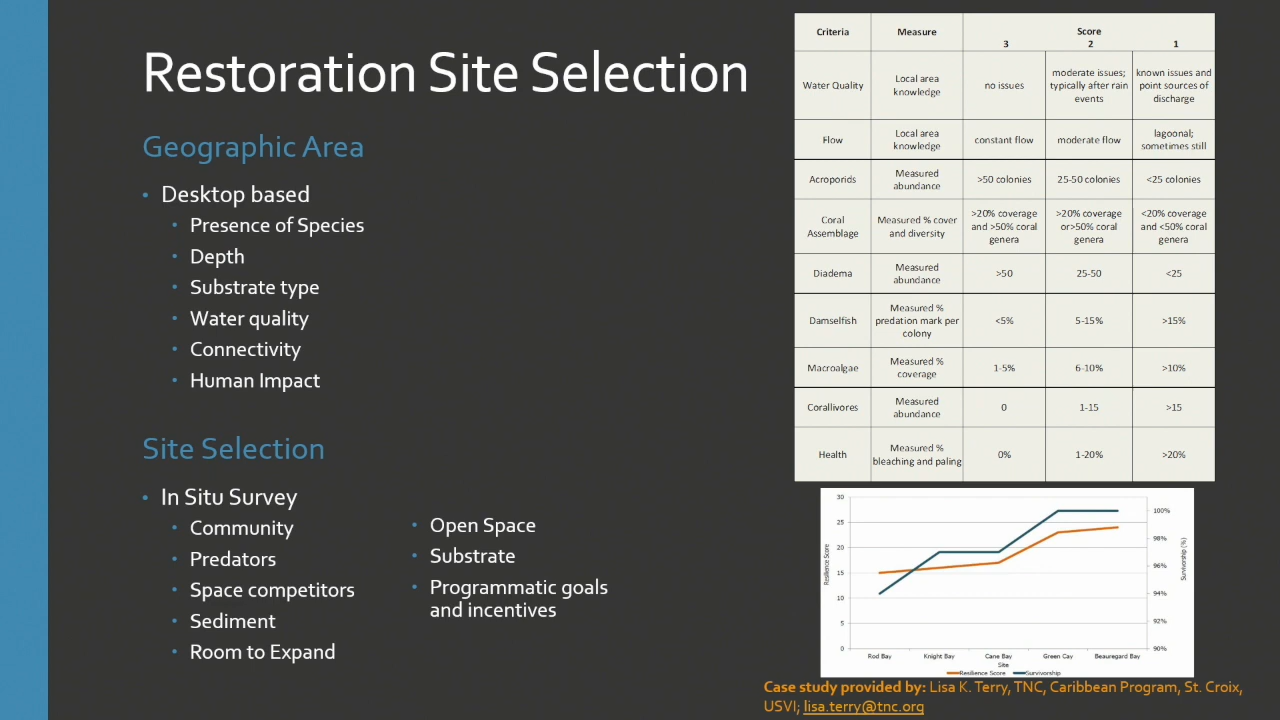 Restoration Site Selection
Geographic Area
• Desktop based
• Presence of Species
• Depth
• Substrate type
• Water quality
• Connectivity
• Human Impact
Site Selection
• In Situ Survey
• Community
• Predators
• Space competitors
• Sediment
• Room to Expand
• Open Space
• Substrate
• Programmatic goals
and incentives
Criteria Measure Score
3 2 1
Water Quality Local area knowledge no issues moderate issues; typically after rain events known issues and point sources of discharge
Flow Local area knowledge constant flow moderate flow lagoonal; sometimes still
Acroporids Measured abundance >50 colonies 25-50 colonies <25 colonies
Coral Assemblage Measured % cover and diversity >20% coverage and >50% coral genera >20% coverage or>50% coral genera <20% coverage and <50% coral genera
Diadema Measured abundance >50 25-50 <25
Damselfish Measured % predation mark per colony <5% 5-15% >15%
Macroalgae Measured % coverage 1-5% 6-10% >10%
Corallivores Measured abundance 0 1-15 >15
Health Measured % bleaching and paling 0% 1-20% >20%
Resilience Score
30
25
20
15
10
5
0
100%
98%
96%
94%
92%
90%
Survivorship (%)
Rod Bay Knight Bay Cane Bay Green Cay Beauregard Bay
Site
Resilience Score Survivorship
Case study provided by: Lisa K. Terry, TNC, Caribbean Program, St. Croix,
USVI; lisa.terry@tnc.org